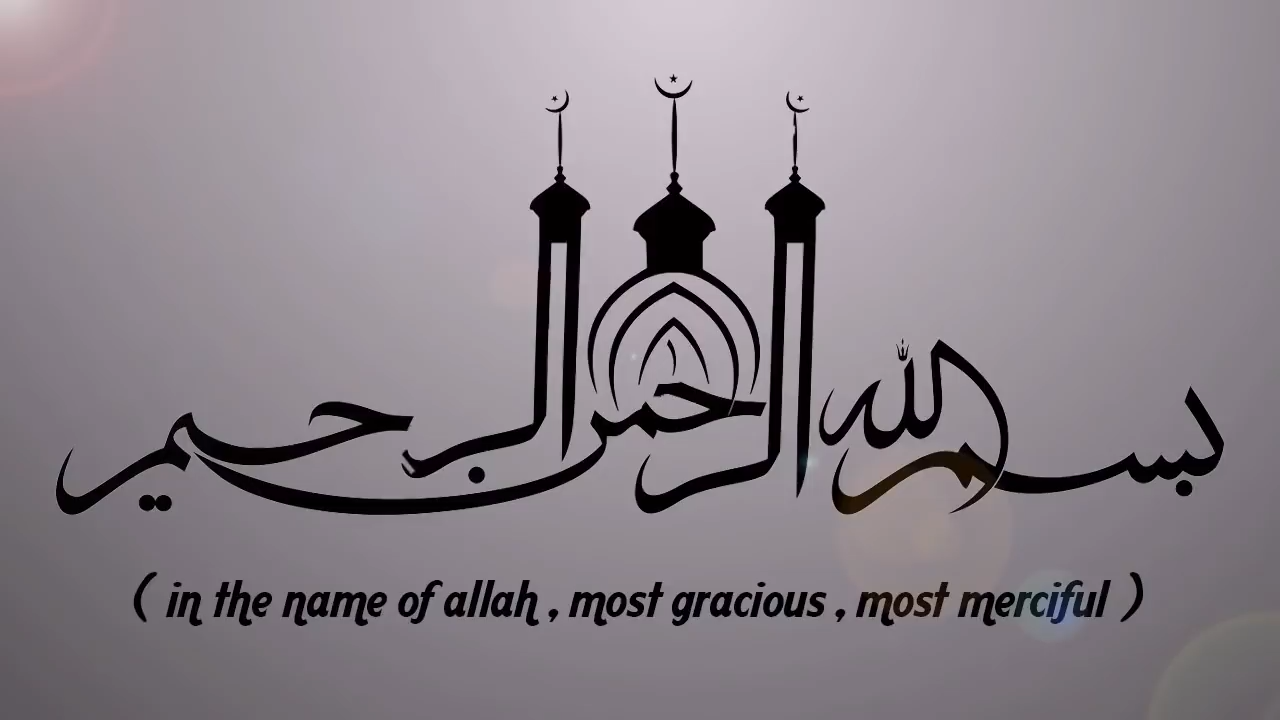 بسم الله الرحمن الرحيم
( in the name of allah , most gracious , most merciful )